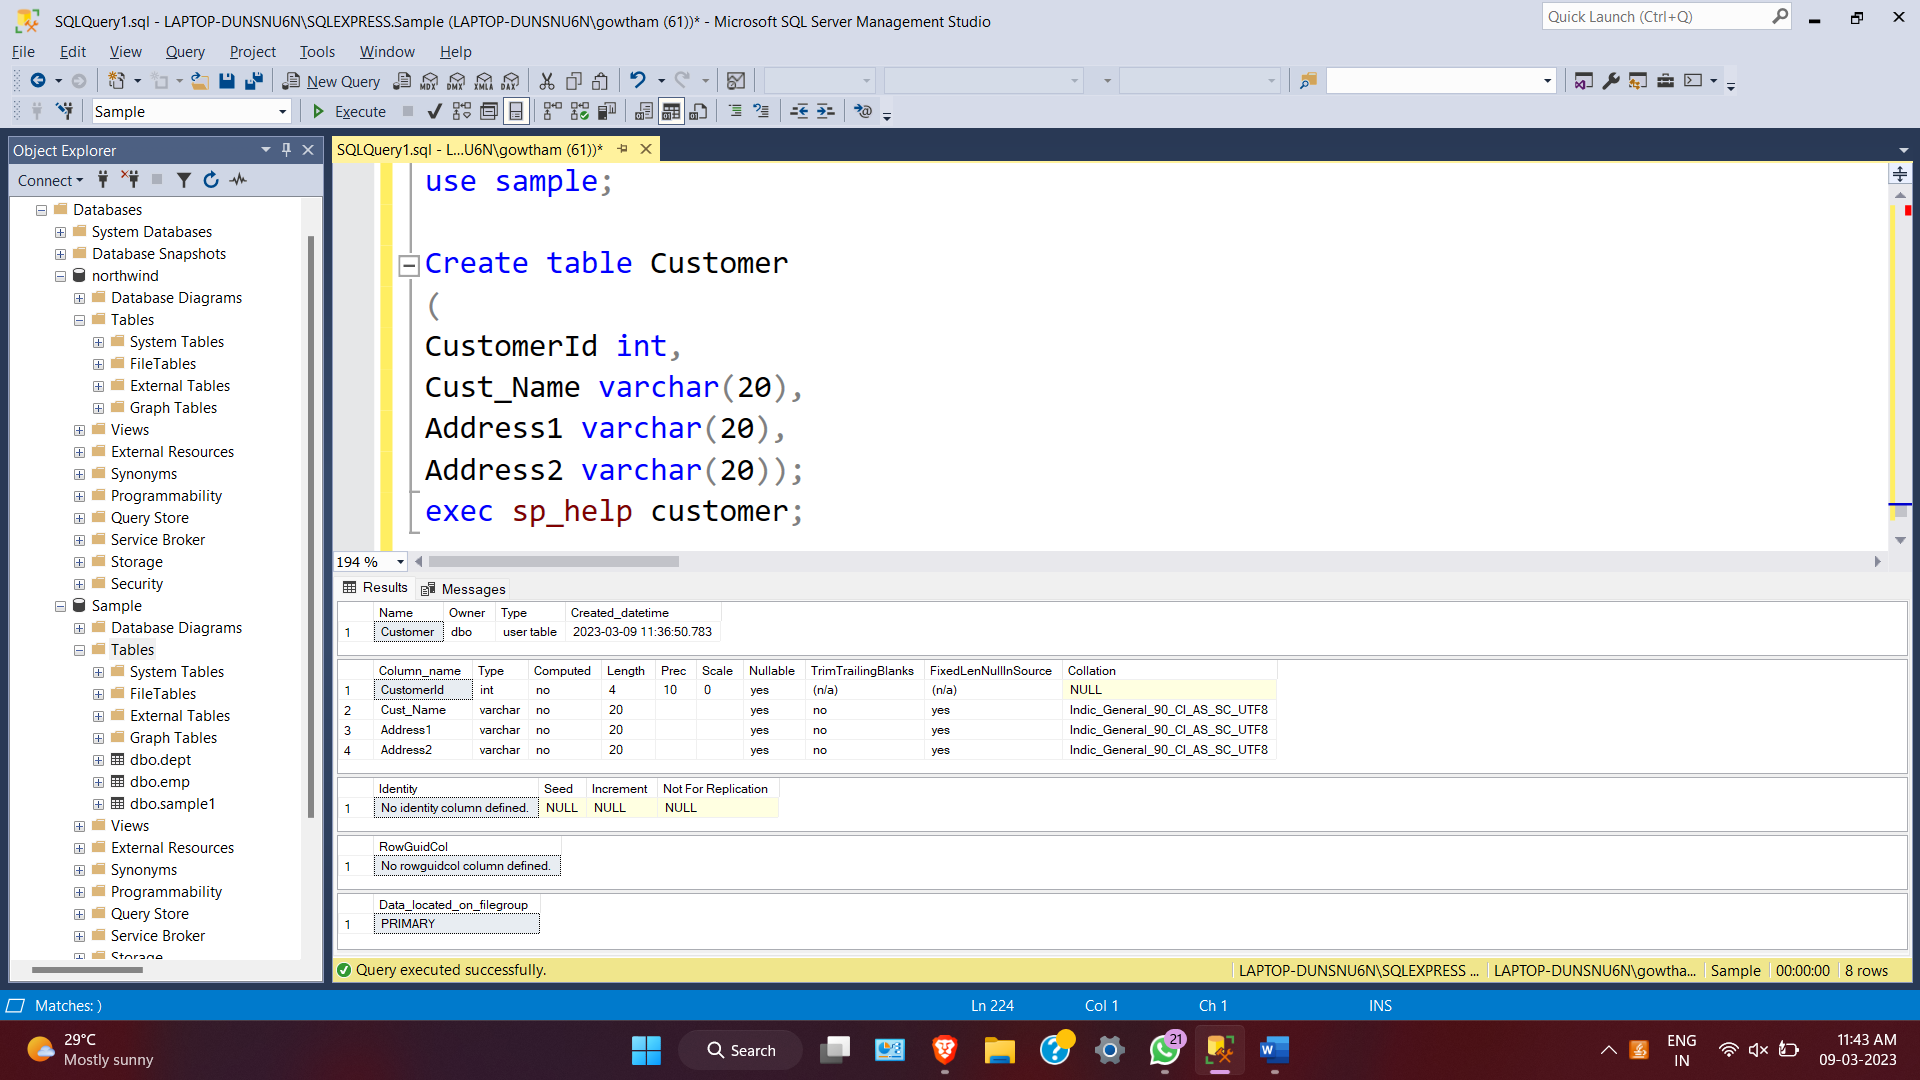 SQLQuery1.sql - LAPTOP-DUNSNU6N\SQLEXPRESS.Sample (LAPTOP-DUNSNU6N\gowtham (61))* - Microsoft SQL Server Management Studio
Quick Launch (Ctrl+Q)
File Edit View Query Project Tools Window Help
New Query MDX DMX XMLA DAX
Sample Execute
Object Explorer
SQLQuery1.sql - L...U6N\gowtham (61))*
Connect
Databases
System Databases
Database Snapshots
northwind
Database Diagrams
Tables
System Tables
FileTables
External Tables
Graph Tables
Views
External Resources
Synonyms
Programmability
Query Store
Service Broker
Storage
Security
Sample
Database Diagrams
Tables
System Tables
FileTables
External Tables
Graph Tables
dbo.dept
dbo.emp
dbo.sample1
Views
External Resources
Synonyms
Programmability
Query Store
Service Broker
Storage
use sample;
Create table Customer
(
CustomerId int,
Cust_Name varchar(20),
Address1 varchar(20),
Address2 varchar(20));
exec sp_help customer;
194 %
Results Messages
Name Owner Type Created_datetime
1 Customer dbo user table 2023-03-09 11:36:50.783
Column_name Type Computed Length Prec Scale Nullable TrimTrailingBlanks FixedLenNullInSource Collation
1 CustomerId int no 4 10 0 yes (n/a) (n/a) NULL
2 Cust_Name varchar no 20 yes no yes Indic_General_90_CI_AS_SC_UTF8
3 Address1 varchar no 20 yes no yes Indic_General_90_CI_AS_SC_UTF8
4 Address2 varchar no 20 yes no yes Indic_General_90_CI_AS_SC_UTF8
Identity Seed Increment Not For Replication
1 No identity column defined. NULL NULL NULL
RowGuidCol
1 No rowguidcol column defined.
Data_located_on_filegroup
1 PRIMARY
Query executed successfully. LAPTOP-DUNSNU6N\SQLEXPRESS ... LAPTOP-DUNSNU6N\gowtha... Sample 00:00:00 8 rows
Matches: ) Ln 224 Col 1 Ch 1 INS
29°C
Mostly sunny
Search
21
ENG
IN
11:43 AM
09-03-2023